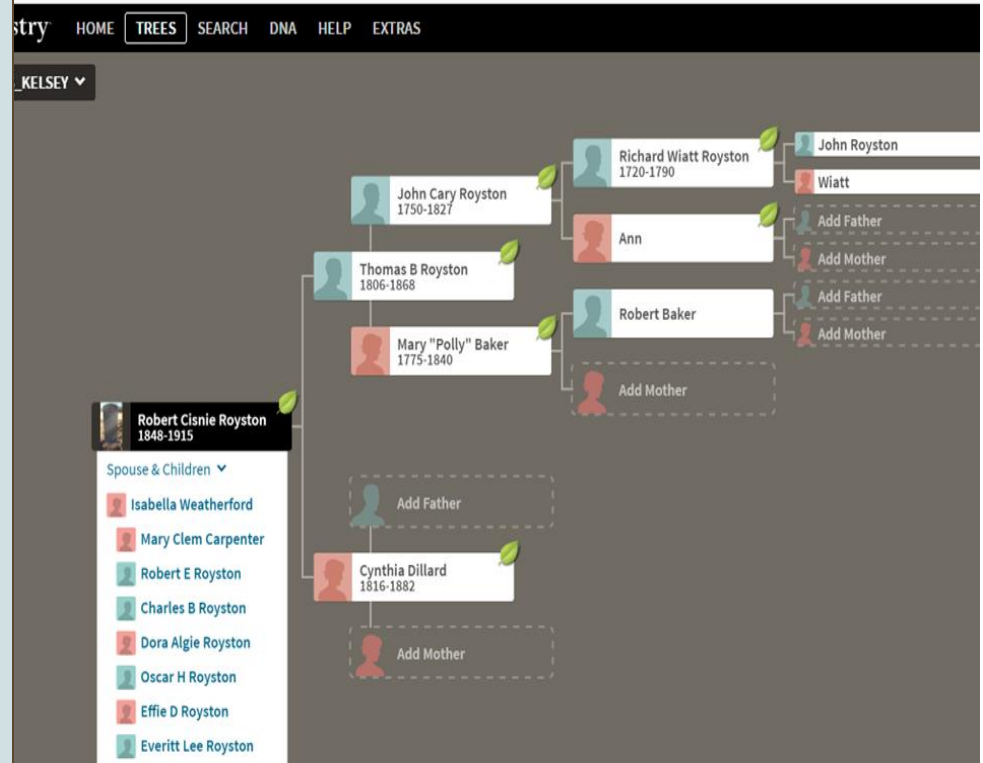 stry HOME TREES SEARCH DNA HELP EXTRAS
_KELSEY
John Royston
Richard Wiatt Royston
1720-1790
Wiatt
John Cary Royston
1750-1827
Add Father
Ann
Add Mother
Thomas B Royston
1806-1868
Add Father
Robert Baker
Add Mother
Mary "Polly" Baker
1775-1840
Add Mother
Robert Cisnie Royston
1848-1915
Spouse & Children
Isabella Weatherford
Mary Clem Carpenter
Robert E Royston
Charles B Royston
Dora Algie Royston
Oscar H Royston
Effie D Royston
Everitt Lee Royston
Add Father
Cynthia Dillard
1816-1882
Add Mother